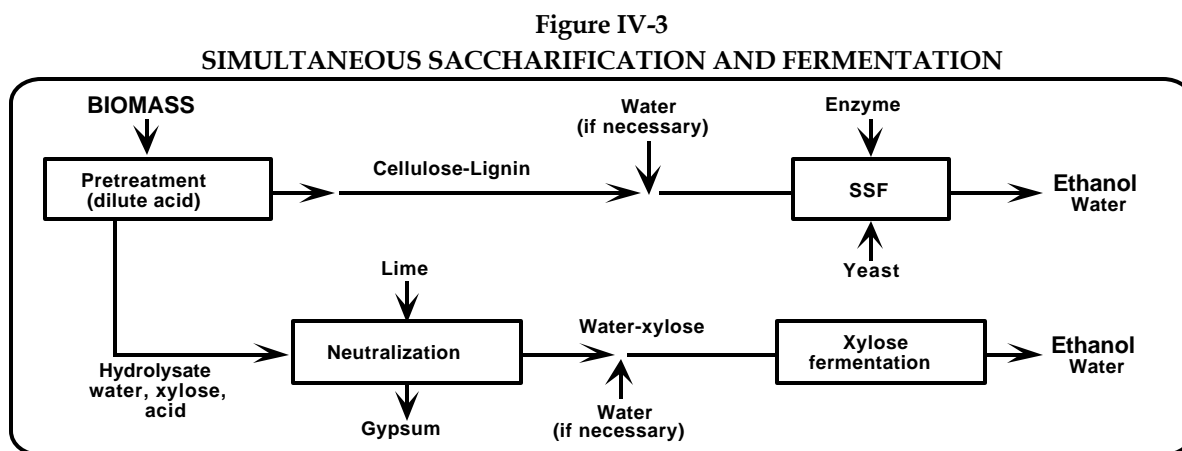 Figure IV-3
SIMULTANEOUS SACCHARIFICATION AND FERMENTATION
BIOMASS
Pretreatment
(dilute acid)
Cellulose-Lignin
Water
(if necessary)
Enzyme
SSF
Yeast
Ethanol
Water
Hydrolysate
water, xylose,
acid
Lime
Neutralization
Gypsum
Water-xylose
Water
(if necessary)
Xylose
fermentation
Ethanol
Water